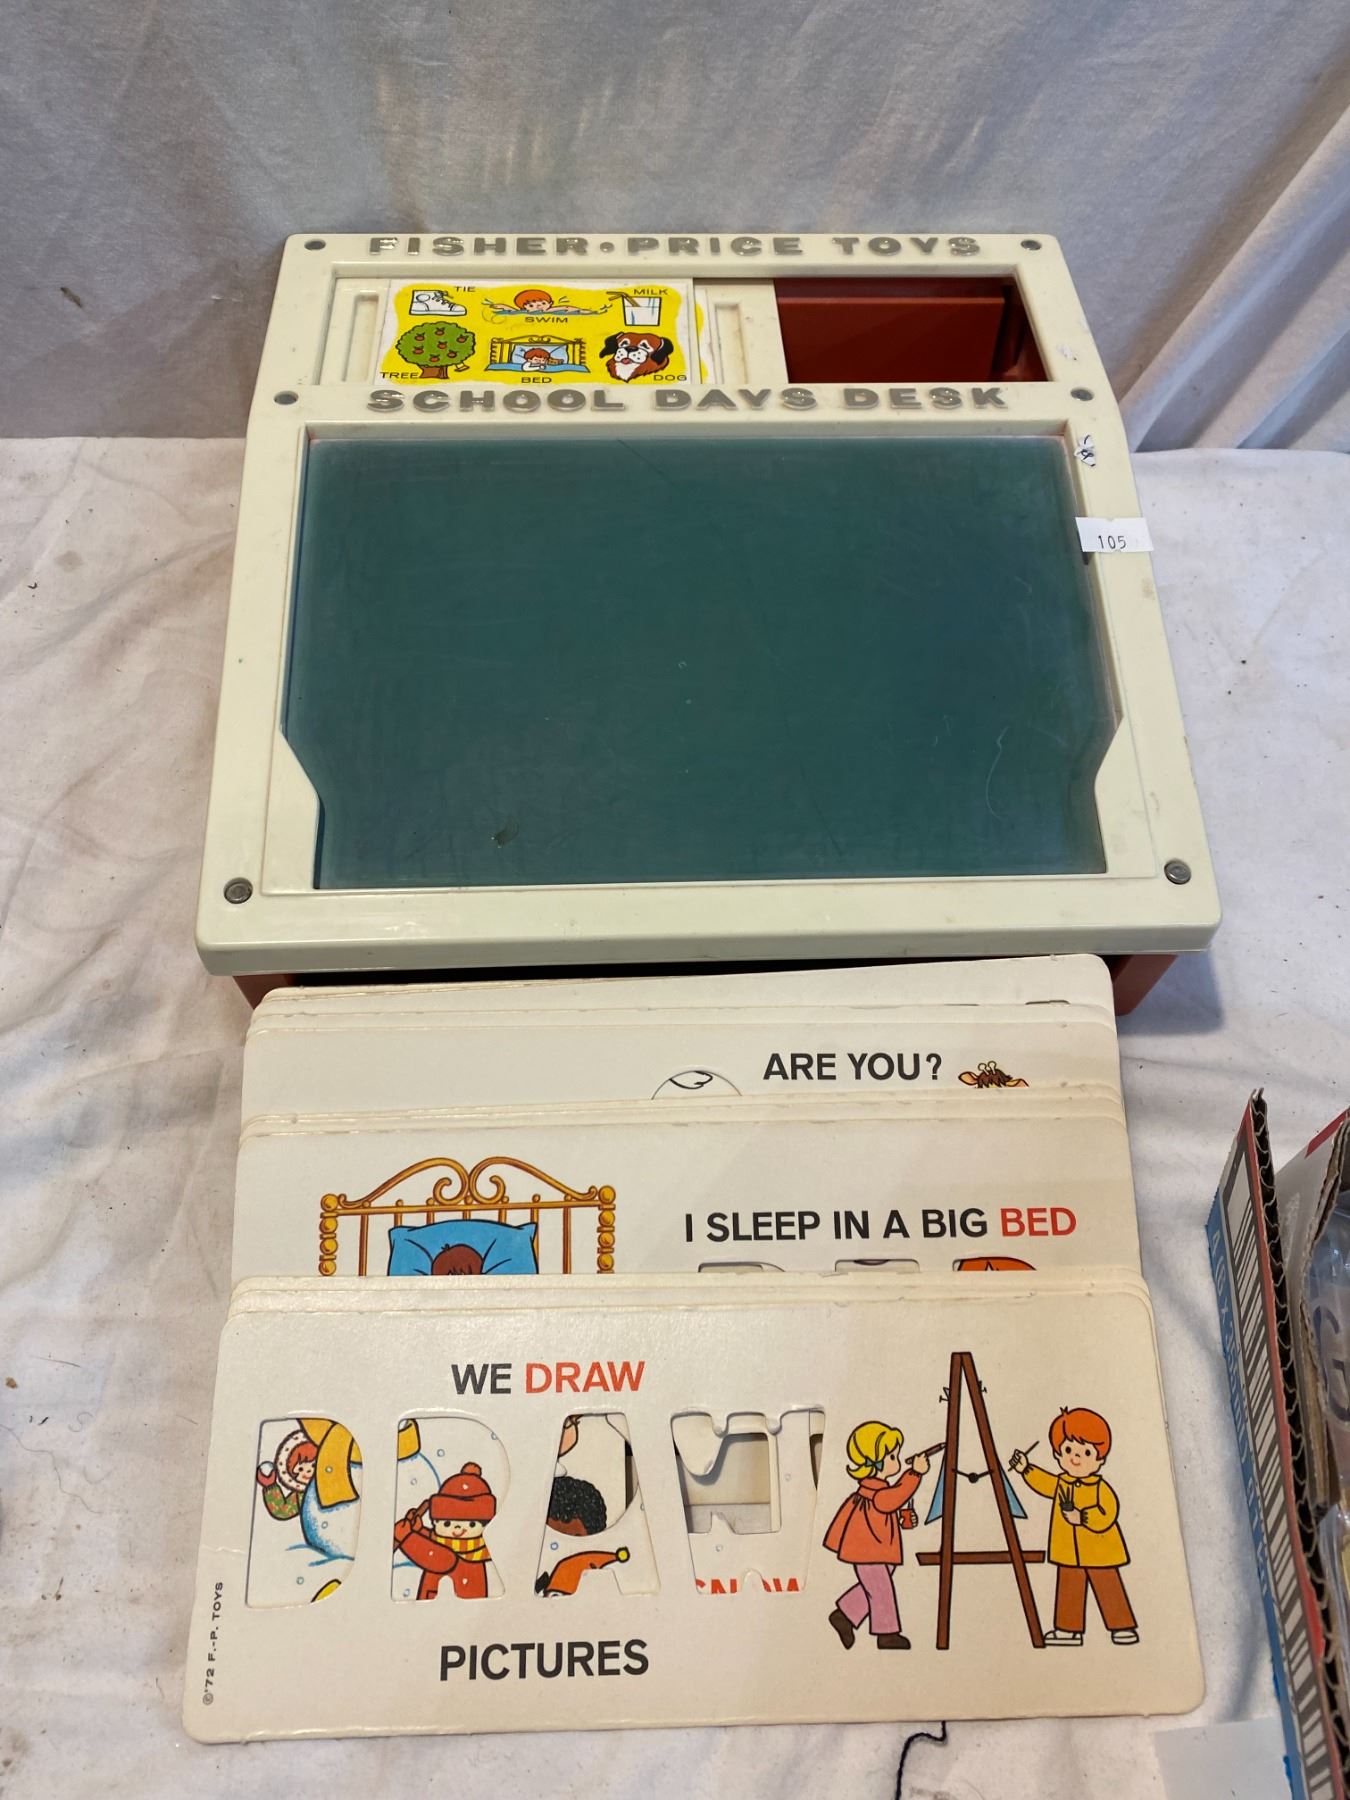 FISHER·PRICE TOYS
TIE
SWIM
MILK
TREE
BED
DOG
SCHOOL DAYS DESK
105
ARE YOU?
I SLEEP IN A BIG BED
WE DRAW
DRAW
PICTURES
©'72 F.-P. TOYS